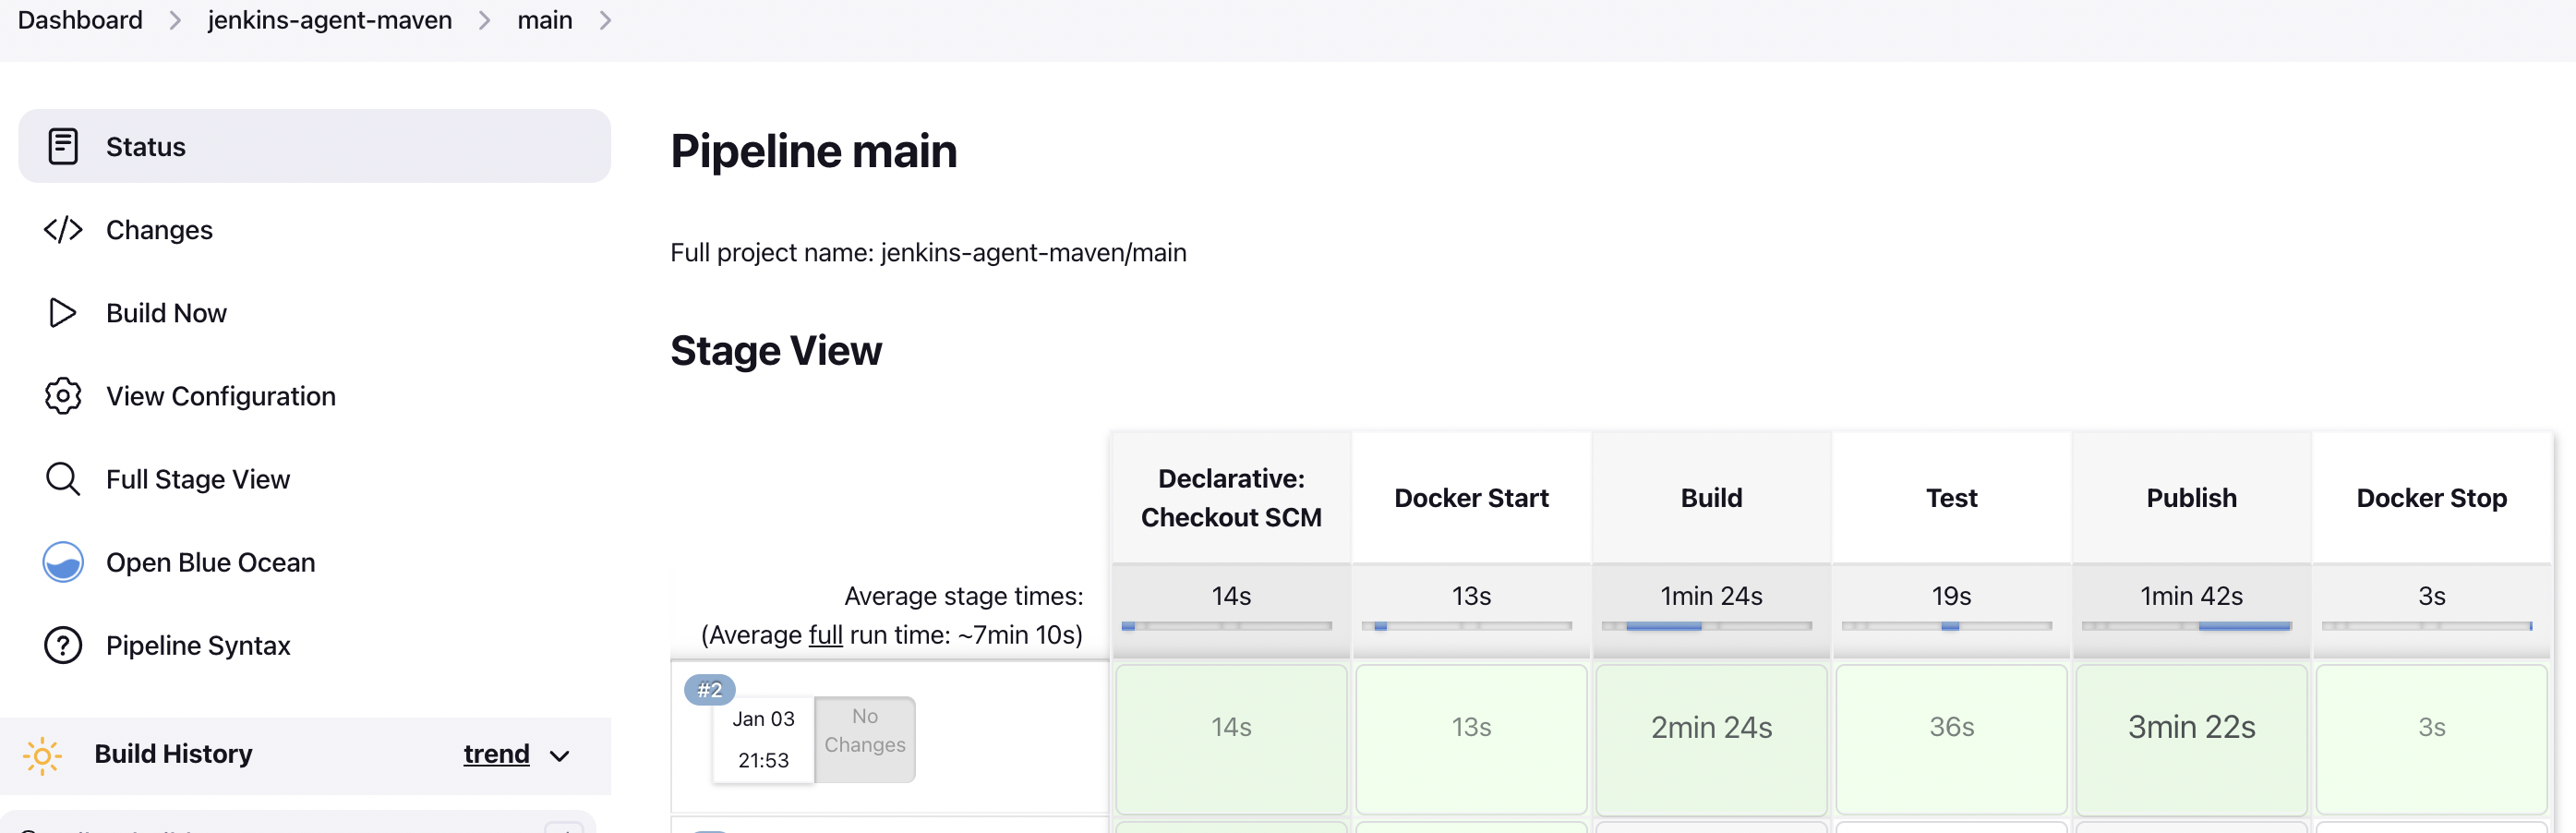 Dashboard > jenkins-agent-maven > main >
Status
Changes
Build Now
View Configuration
Full Stage View
Open Blue Ocean
Pipeline Syntax
Build History trend
Pipeline main
Full project name: jenkins-agent-maven/main
Stage View
Declarative:
Checkout SCM
Docker Start
Build
Test
Publish
Docker Stop
Average stage times:
(Average full run time: ~7min 10s)
14s
13s
1min 24s
19s
1min 42s
3s
#2
Jan 03
21:53
No
Changes
14s
13s
2min 24s
36s
3min 22s
3s